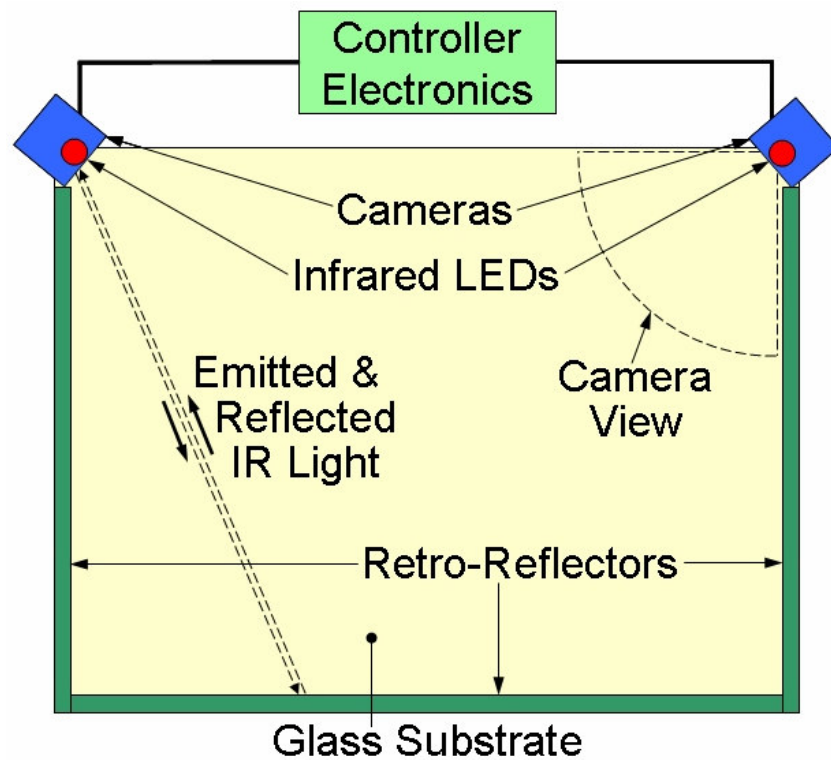 Controller
Electronics
Cameras
Infrared LEDs
Emitted &
Reflected
IR Light
Camera
View
Retro-Reflectors
Glass Substrate